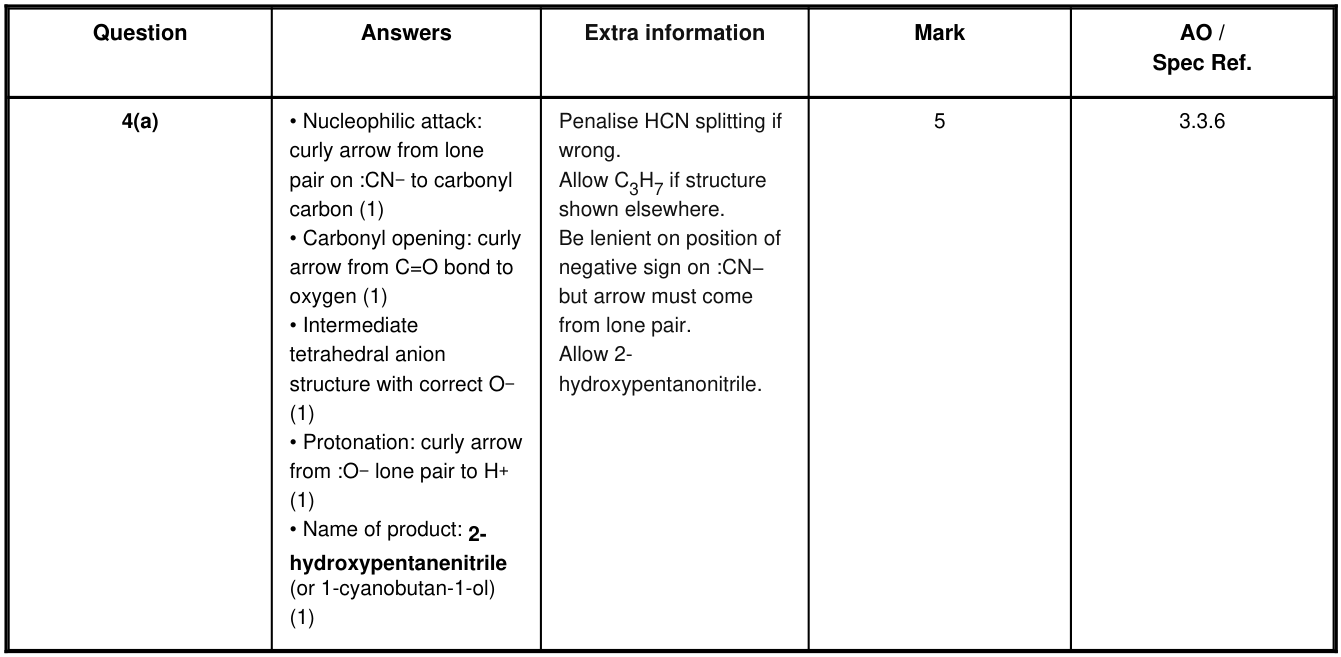 Question Answers Extra information Mark AO /
Spec Ref.
4(a)
• Nucleophilic attack:
curly arrow from lone
pair on :CN− to carbonyl
carbon (1)
• Carbonyl opening: curly
arrow from C=O bond to
oxygen (1)
• Intermediate
tetrahedral anion
structure with correct O−
(1)
• Protonation: curly arrow
from :O− lone pair to H+
(1)
• Name of product: 2-
hydroxypentanenitrile
(or 1-cyanobutan-1-ol)
(1)
Penalise HCN splitting if
wrong.
Allow C₃H₇ if structure
shown elsewhere.
Be lenient on position of
negative sign on :CN−
but arrow must come
from lone pair.
Allow 2-
hydroxypentanonitrile.
5
3.3.6